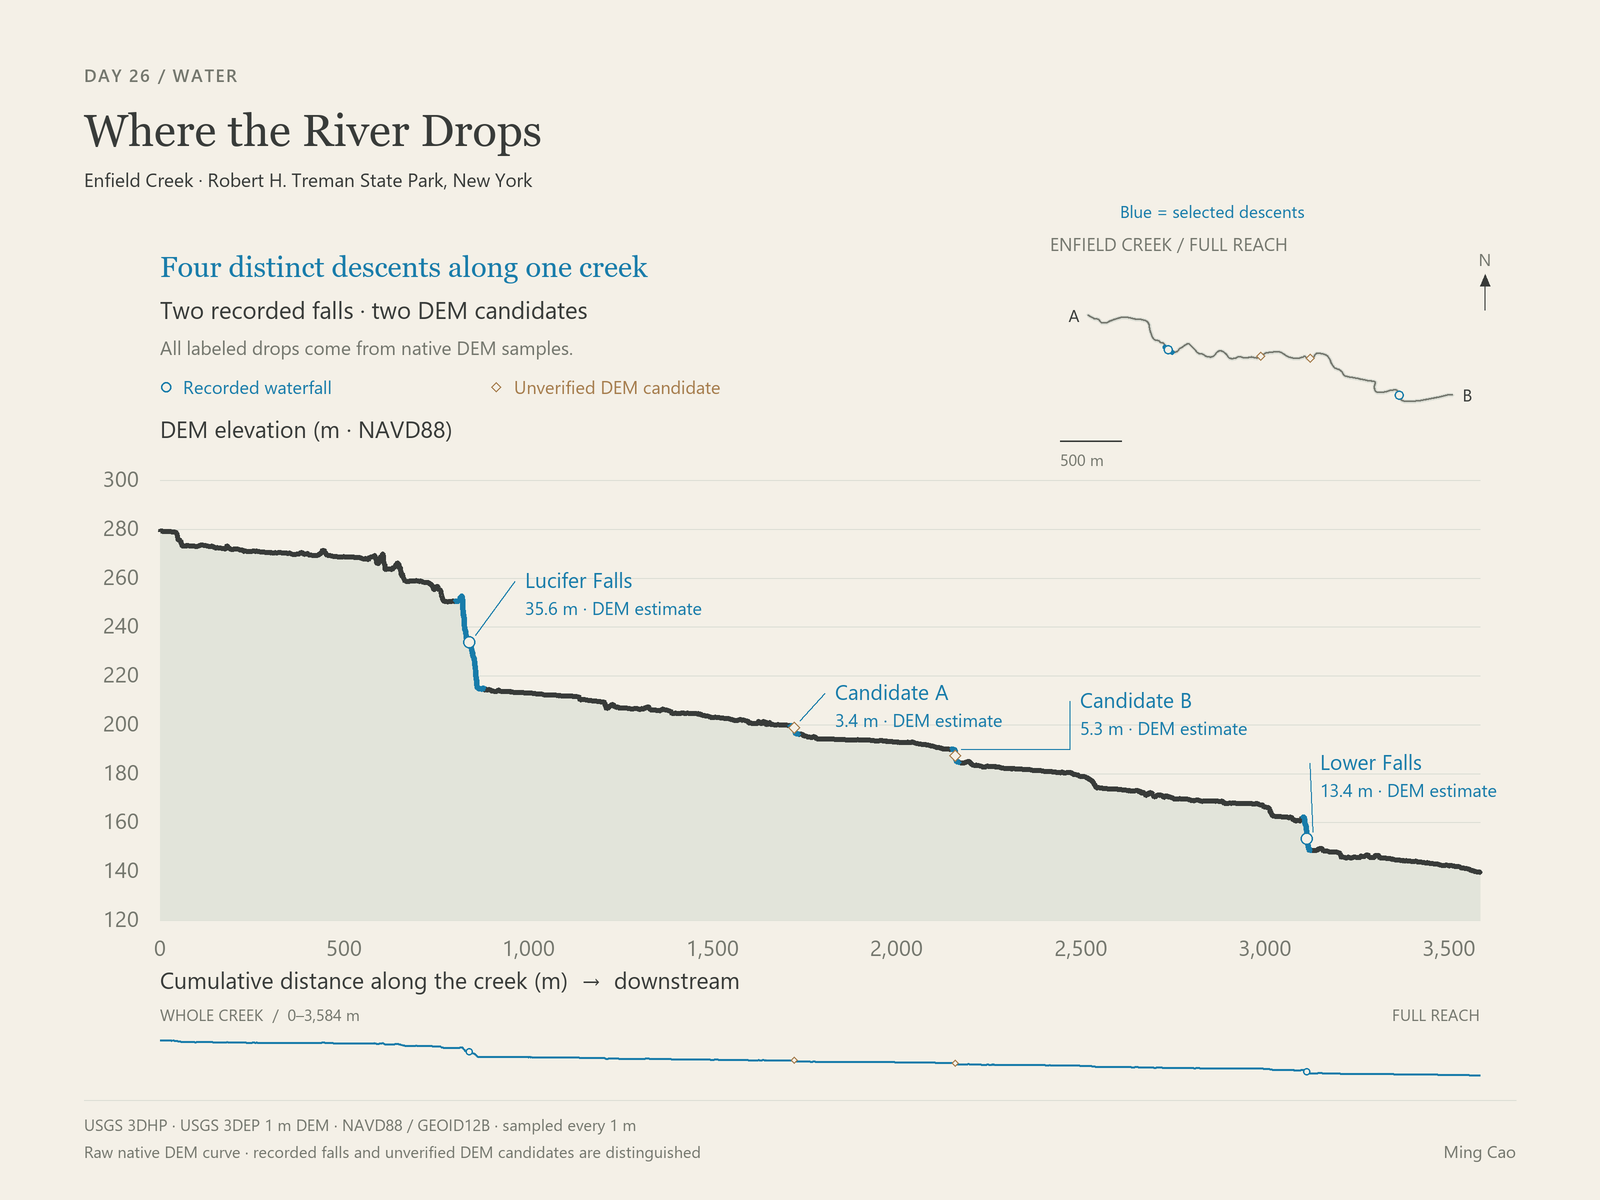 DAY 26 / WATER
Where the River Drops
Enfield Creek · Robert H. Treman State Park, New York
Blue = selected descents
ENFIELD CREEK / FULL REACH
N
A
B
500 m
Four distinct descents along one creek
Two recorded falls · two DEM candidates
All labeled drops come from native DEM samples.
Recorded waterfall
Unverified DEM candidate
DEM elevation (m · NAVD88)
300
280
260
240
220
200
180
160
140
120
Lucifer Falls
35.6 m · DEM estimate
Candidate A
3.4 m · DEM estimate
Candidate B
5.3 m · DEM estimate
Lower Falls
13.4 m · DEM estimate
0 500 1,000 1,500 2,000 2,500 3,000 3,500
Cumulative distance along the creek (m) → downstream
WHOLE CREEK / 0–3,584 m
FULL REACH
USGS 3DHP · USGS 3DEP 1 m DEM · NAVD88 / GEOID12B · sampled every 1 m
Raw native DEM curve · recorded falls and unverified DEM candidates are distinguished
Ming Cao